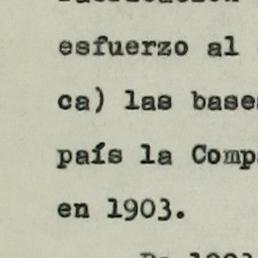 esfuerzo al
ca) las base
país la Comp
en 1903.